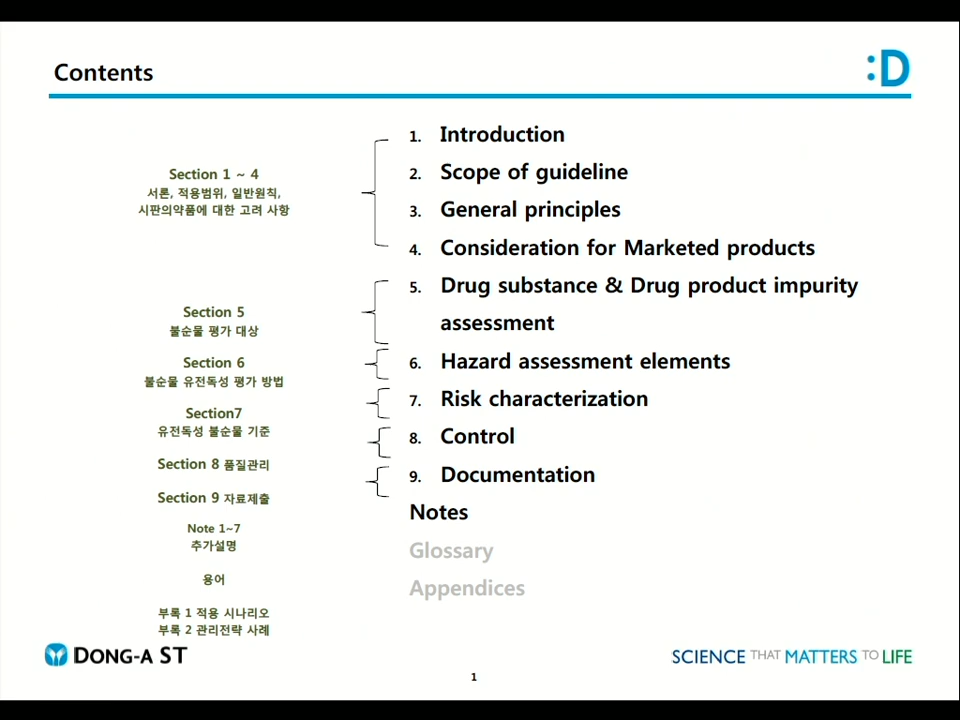 Contents
:D
Section 1 ~ 4
서론, 적용범위, 일반원칙,
시판의약품에 대한 고려 사항
Section 5
불순물 평가 대상
Section 6
불순물 유전독성 평가 방법
Section7
유전독성 불순물 기준
Section 8 품질관리
Section 9 자료제출
Note 1~7
추가설명
용어
부록 1 적용 시나리오
부록 2 관리전략 사례
1. Introduction
2. Scope of guideline
3. General principles
4. Consideration for Marketed products
5. Drug substance & Drug product impurity
assessment
6. Hazard assessment elements
7. Risk characterization
8. Control
9. Documentation
Notes
Glossary
Appendices
DONG-A ST
SCIENCE THAT MATTERS TO LIFE
1